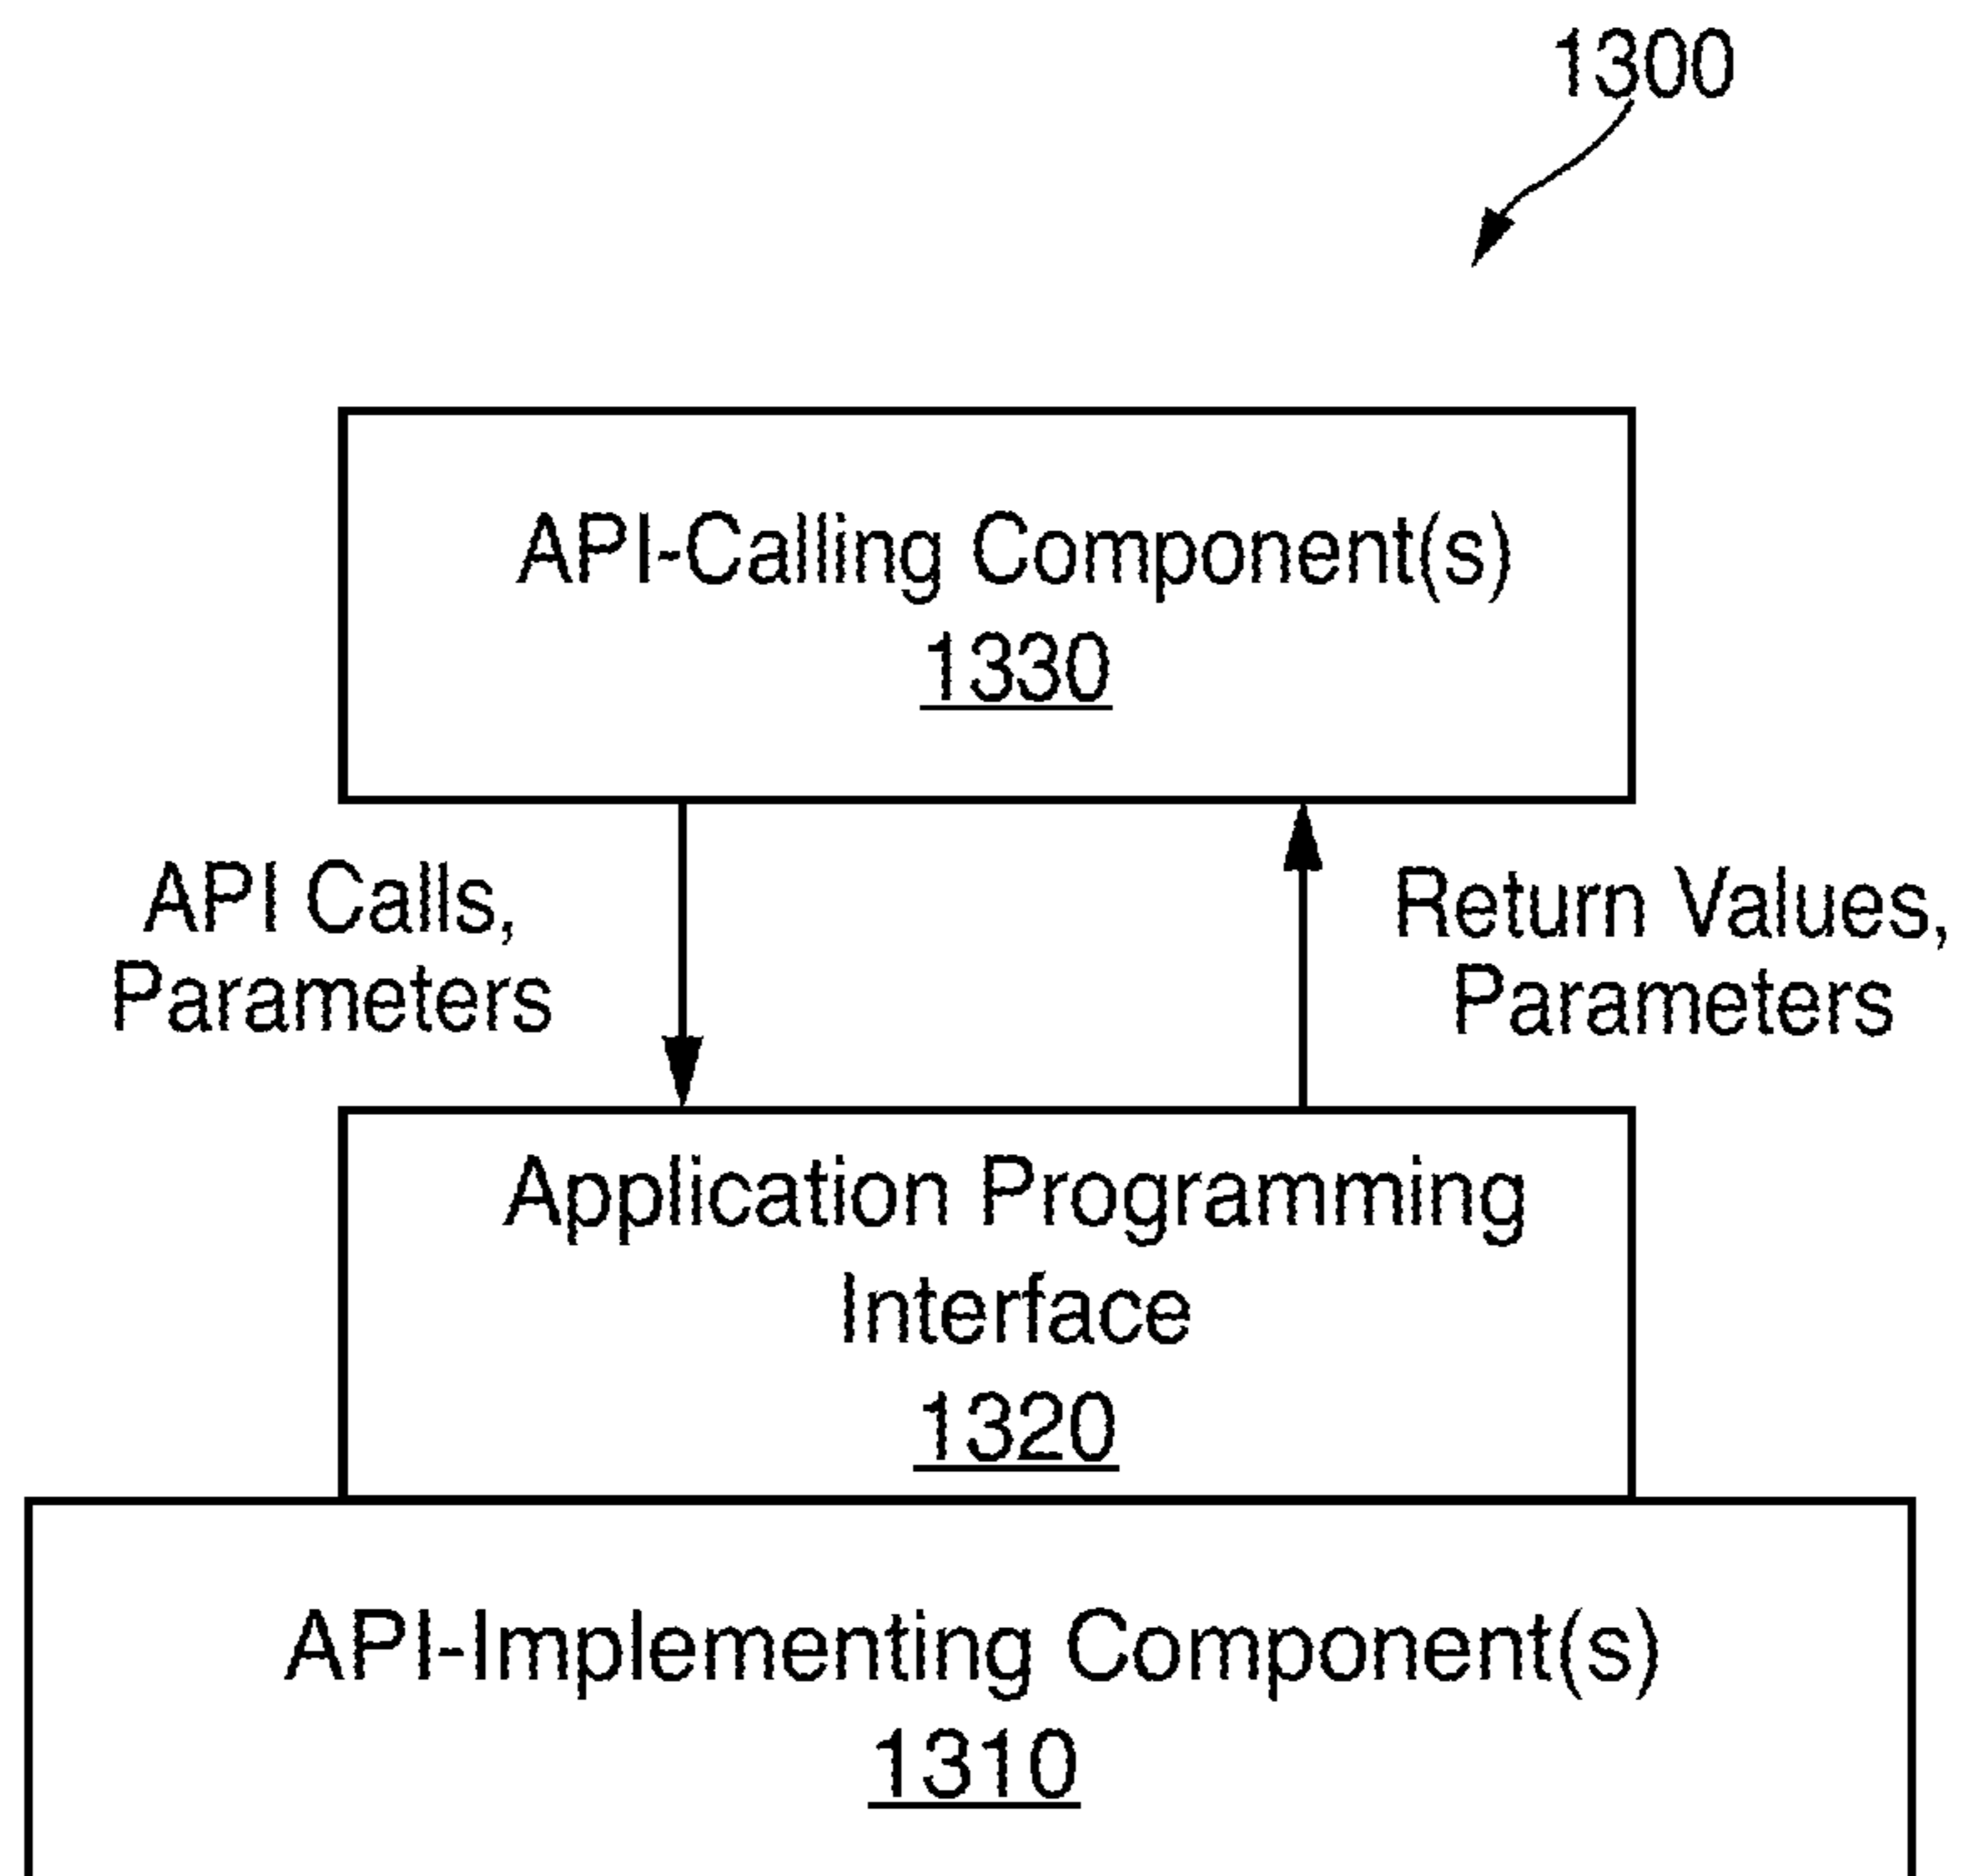 1300
API-Calling Component(s)
1330
API Calls,
Parameters
Return Values,
Parameters
Application Programming
Interface
1320
API-Implementing Component(s)
1310